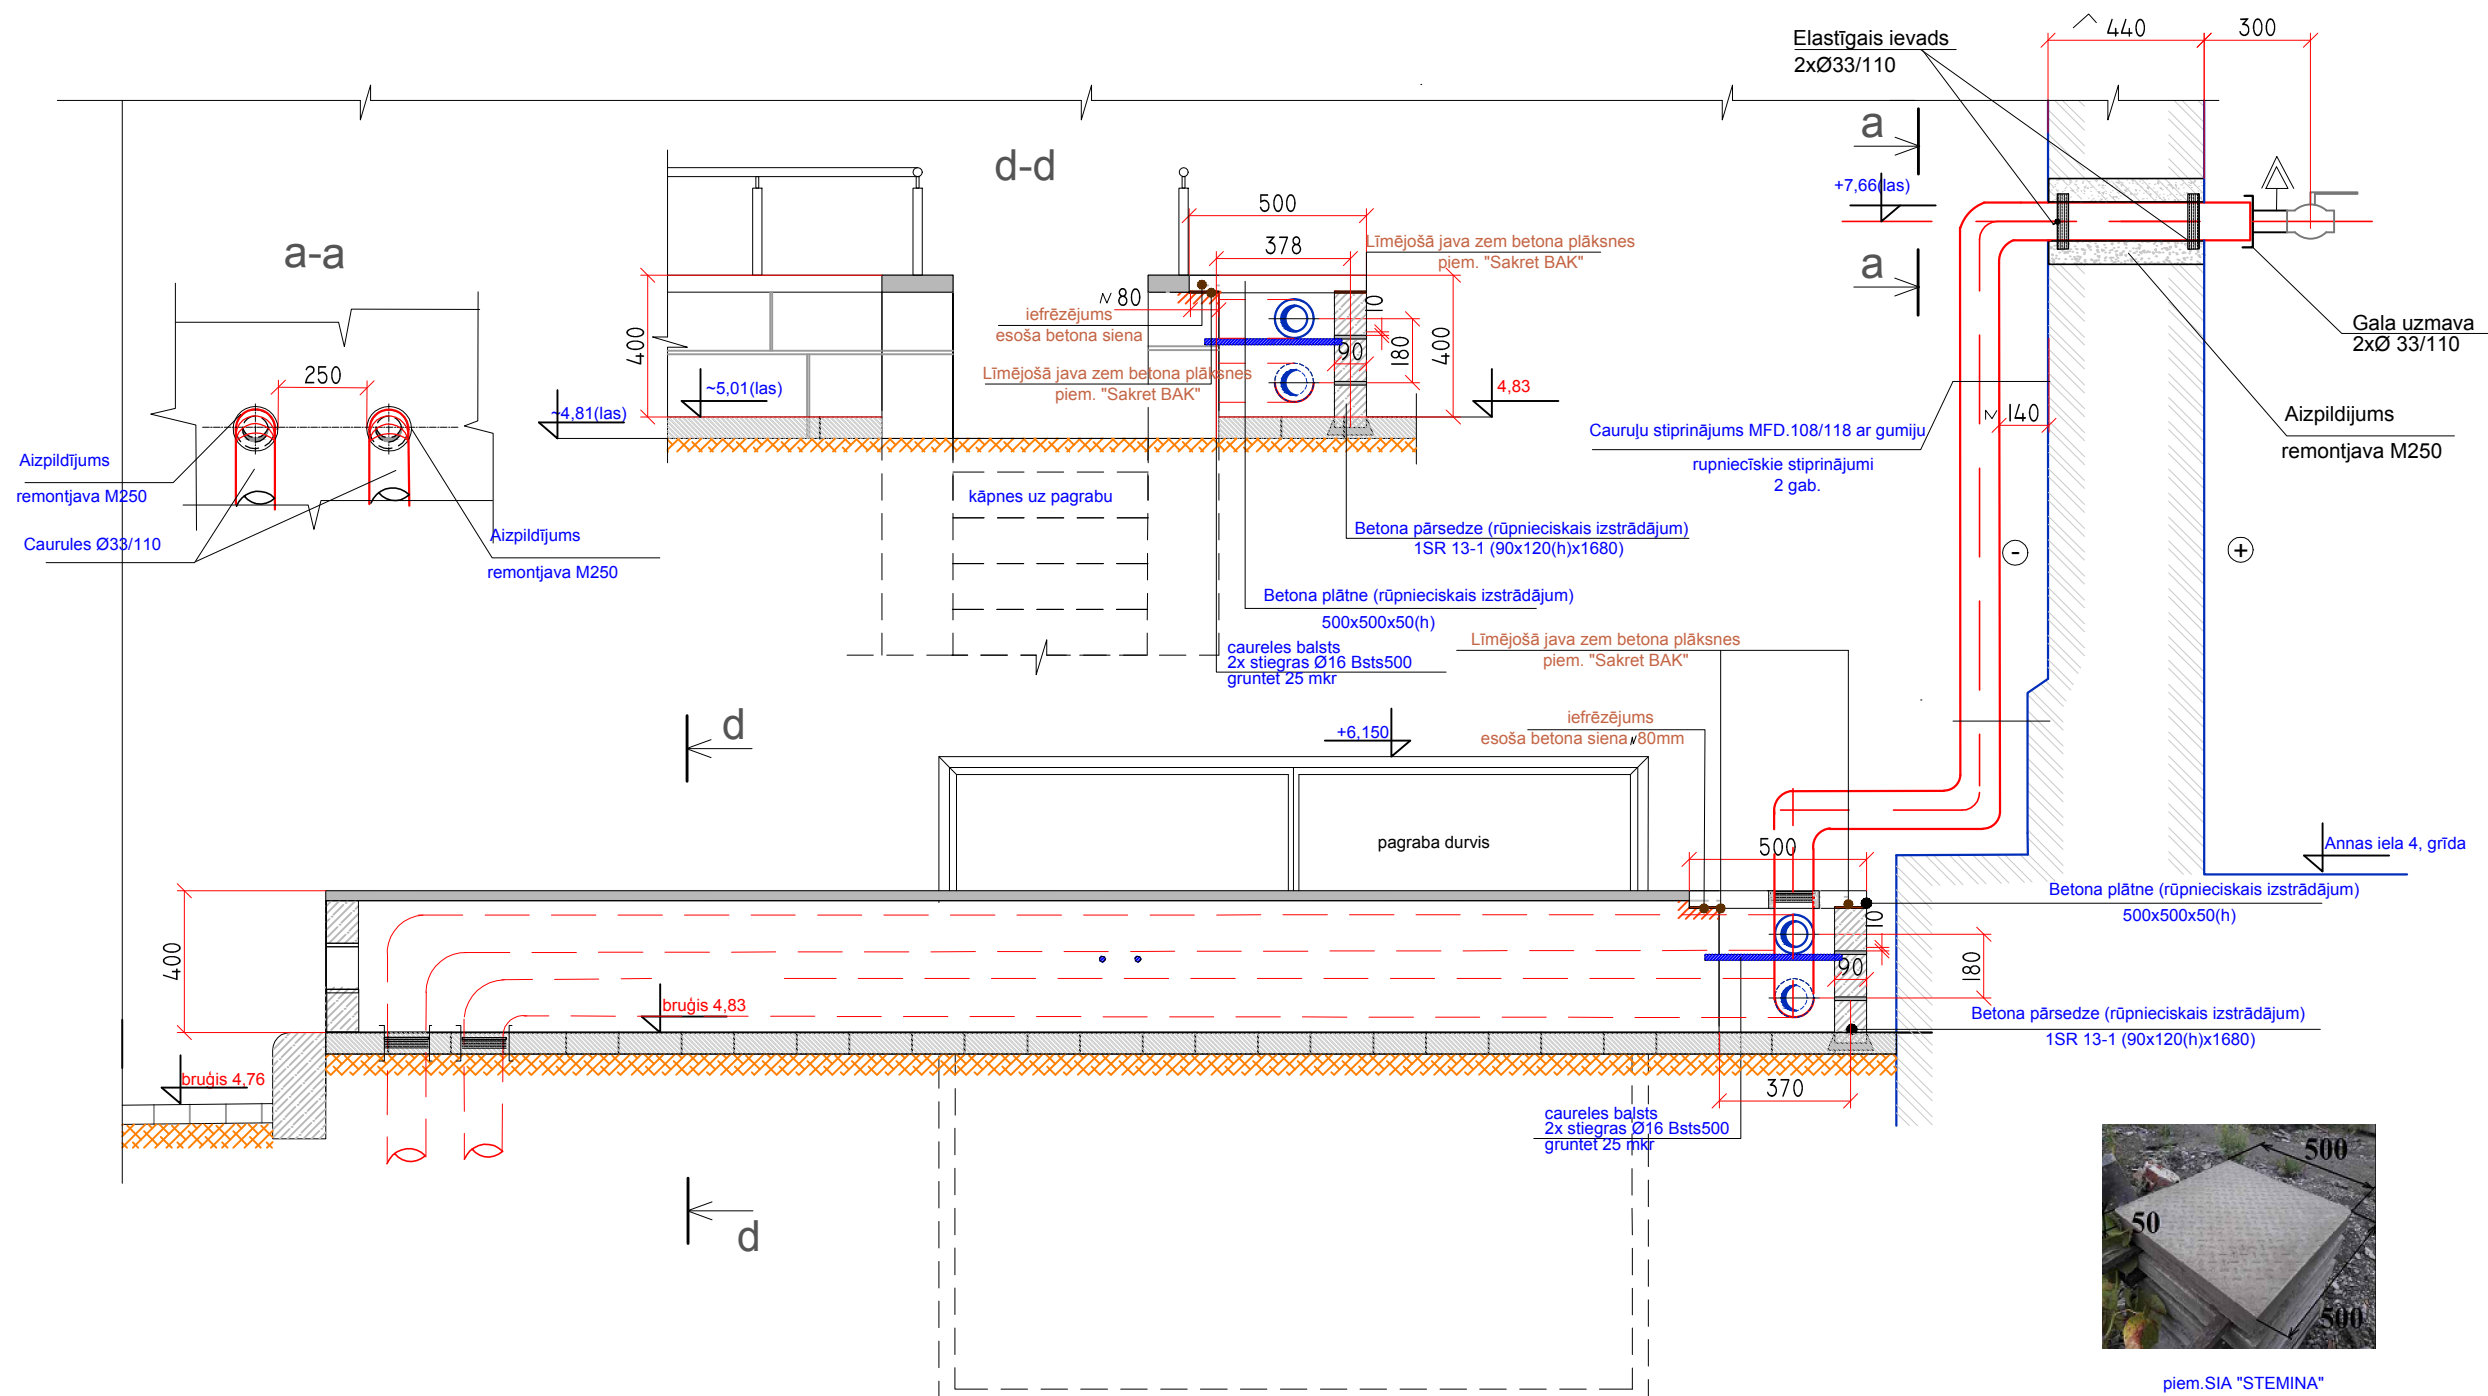 Elastīgais ievads
2xØ33/110
440
300
a
+7,66(las)
a
Gala uzmava
2xØ 33/110
Aizpildijums
remontjava M250
~ 140
Cauruļu stiprinājums MFD.108/118 ar gumiju
rupniecīskie stiprinājumi
2 gab.
-
+
d-d
500
378
Līmējošā java zem betona plāksnes
piem. "Sakret BAK"
~ 80
iefrēzējums
esoša betona siena
10
90
180
400
400
Līmējošā java zem betona plāksnes
piem. "Sakret BAK"
~5,01(las)
~4,81(las)
4,83
kāpnes uz pagrabu
Betona pārsedze (rūpnieciskais izstrādājum)
1SR 13-1 (90x120(h)x1680)
Betona plātne (rūpnieciskais izstrādājum)
500x500x50(h)
caureles balsts
2x stiegras Ø16 Bsts500
gruntet 25 mkr
a-a
250
Aizpildījums
remontjava M250
Caurules Ø33/110
Aizpildījums
remontjava M250
Līmējošā java zem betona plāksnes
piem. "Sakret BAK"
iefrēzējums
esoša betona siena ~80mm
d
+6,150
pagraba durvis
500
Annas iela 4, grīda
Betona plātne (rūpnieciskais izstrādājum)
500x500x50(h)
10
90
180
400
bruģis 4,83
bruģis 4,76
Betona pārsedze (rūpnieciskais izstrādājum)
1SR 13-1 (90x120(h)x1680)
370
caureles balsts
2x stiegras Ø16 Bsts500
gruntet 25 mkr
d
500
50
500
piem.SIA "STEMINA"